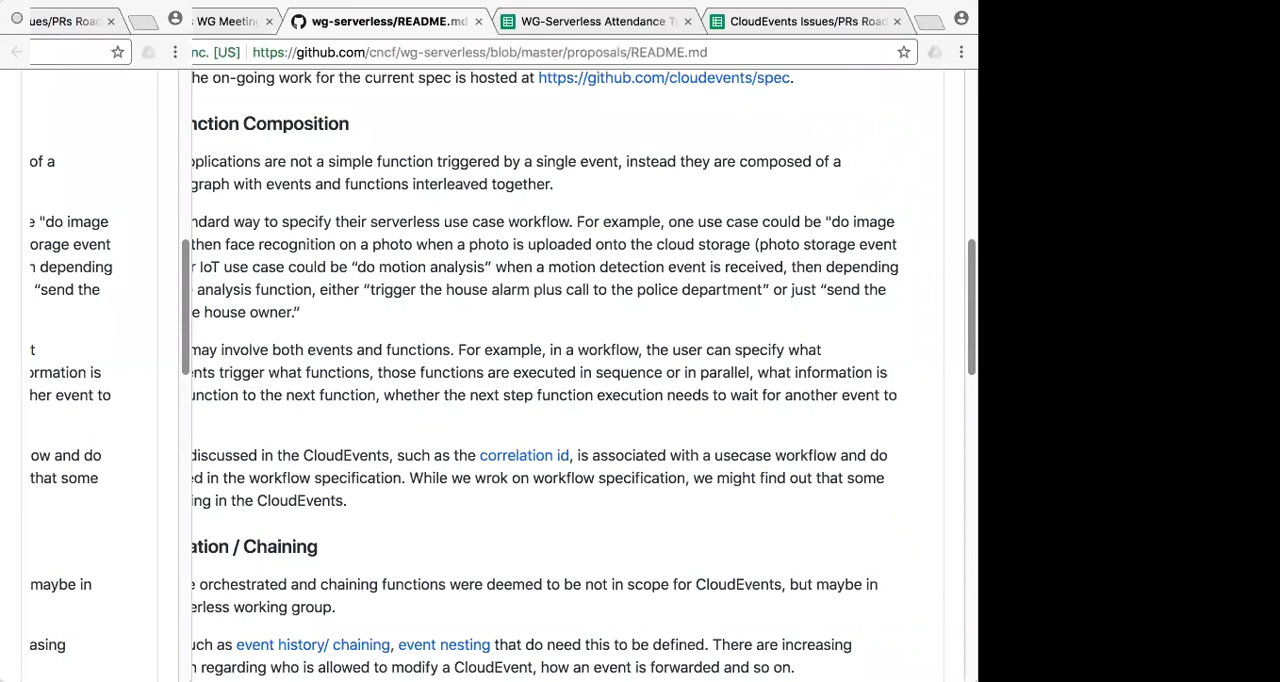 ues/PRs Road
WG Meeting
wg-serverless/README.md
WG-Serverless Attendance T
CloudEvents Issues/PRs Road
nc. [US] https://github.com/cncf/wg-serverless/blob/master/proposals/README.md
he on-going work for the current spec is hosted at https://github.com/cloudevents/spec.
nction Composition
of a
pplications are not a simple function triggered by a single event, instead they are composed of a
graph with events and functions interleaved together.
e "do image
ndard way to specify their serverless use case workflow. For example, one use case could be "do image
orage event
then face recognition on a photo when a photo is uploaded onto the cloud storage (photo storage event
n depending
r IoT use case could be “do motion analysis” when a motion detection event is received, then depending
“send the
analysis function, either “trigger the house alarm plus call to the police department” or just “send the
e house owner.”
t
may involve both events and functions. For example, in a workflow, the user can specify what
ormation is
nts trigger what functions, those functions are executed in sequence or in parallel, what information is
her event to
unction to the next function, whether the next step function execution needs to wait for another event to
ow and do
discussed in the CloudEvents, such as the correlation id, is associated with a usecase workflow and do
that some
ed in the workflow specification. While we wrok on workflow specification, we might find out that some
ing in the CloudEvents.
ation / Chaining
maybe in
e orchestrated and chaining functions were deemed to be not in scope for CloudEvents, but maybe in
erless working group.
asing
uch as event history/ chaining, event nesting that do need this to be defined. There are increasing
n regarding who is allowed to modify a CloudEvent, how an event is forwarded and so on.